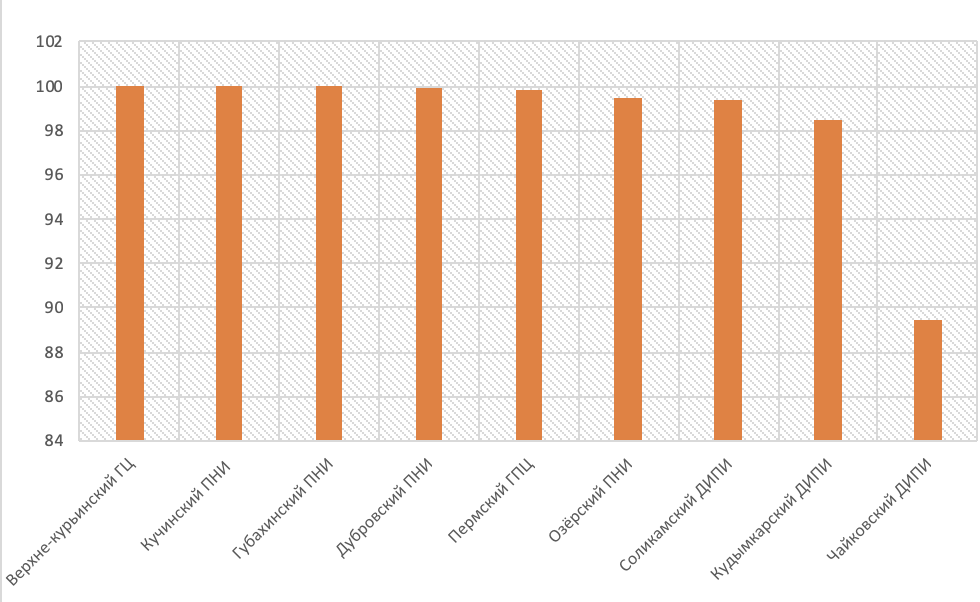 102
100
98
96
94
92
90
88
86
84
Верхне-курьинский ГЦ
Кучинский ПНИ
Губахинский ПНИ
Дубровский ПНИ
Пермский ГПЦ
Озёрский ПНИ
Соликамский ДИПИ
Кудымкарский ДИПИ
Чайковский ДИПИ